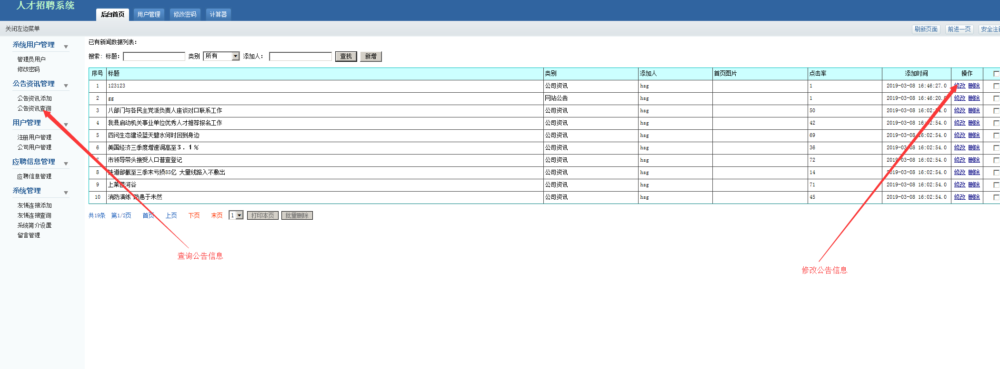 人才招聘系统
后台首页 用户管理 修改密码 计算器
关闭左边菜单 刷新页面 前进一页 安全注
系统用户管理
管理员用户
修改密码
公告资讯管理
公告资讯添加
公告资讯查询
用户管理
注册用户管理
公司用户管理
应聘信息管理
应聘信息管理
系统管理
友情连接添加
友情连接查询
系统简介设置
留言管理
已有新闻数据列表：
搜索：标题： 类别 所有 添加人： 查找 新增
序号 标题 类别 添加人 首页图片 点击率 添加时间 操作
1 123123 公司资讯 hsg 1 2019-03-08 16:46:27.0 修改 删除
2 gg 网站公告 hsg 1 2019-03-08 16:46:20.0 修改 删除
3 八部门与各民主党派负责人座谈对口联系工作 公司资讯 hsg 50 2019-03-08 16:02:54.0 修改 删除
4 我县启动机关事业单位优秀人才推荐报名工作 公司资讯 hsg 42 2019-03-08 16:02:54.0 修改 删除
5 四问生态建设蓝天碧水何时回到身边 公司资讯 hsg 69 2019-03-08 16:02:54.0 修改 删除
6 美国经济三季度增速调高至３．１％ 公司资讯 hsg 36 2019-03-08 16:02:54.0 修改 删除
7 市领导带头接受人口普查登记 公司资讯 hsg 72 2019-03-08 16:02:54.0 修改 删除
8 铁道部截至三季末亏损85亿 大量线路入不敷出 公司资讯 hsg 14 2019-03-08 16:02:54.0 修改 删除
9 上莱茵河谷 公司资讯 hsg 71 2019-03-08 16:02:54.0 修改 删除
10 消防演练 防患于未然 公司资讯 hsg 45 2019-03-08 16:02:54.0 修改 删除
共19条 第1/2页 首页 上页 下页 末页 1 打印本页 批量删除
查询公告信息
修改公告信息